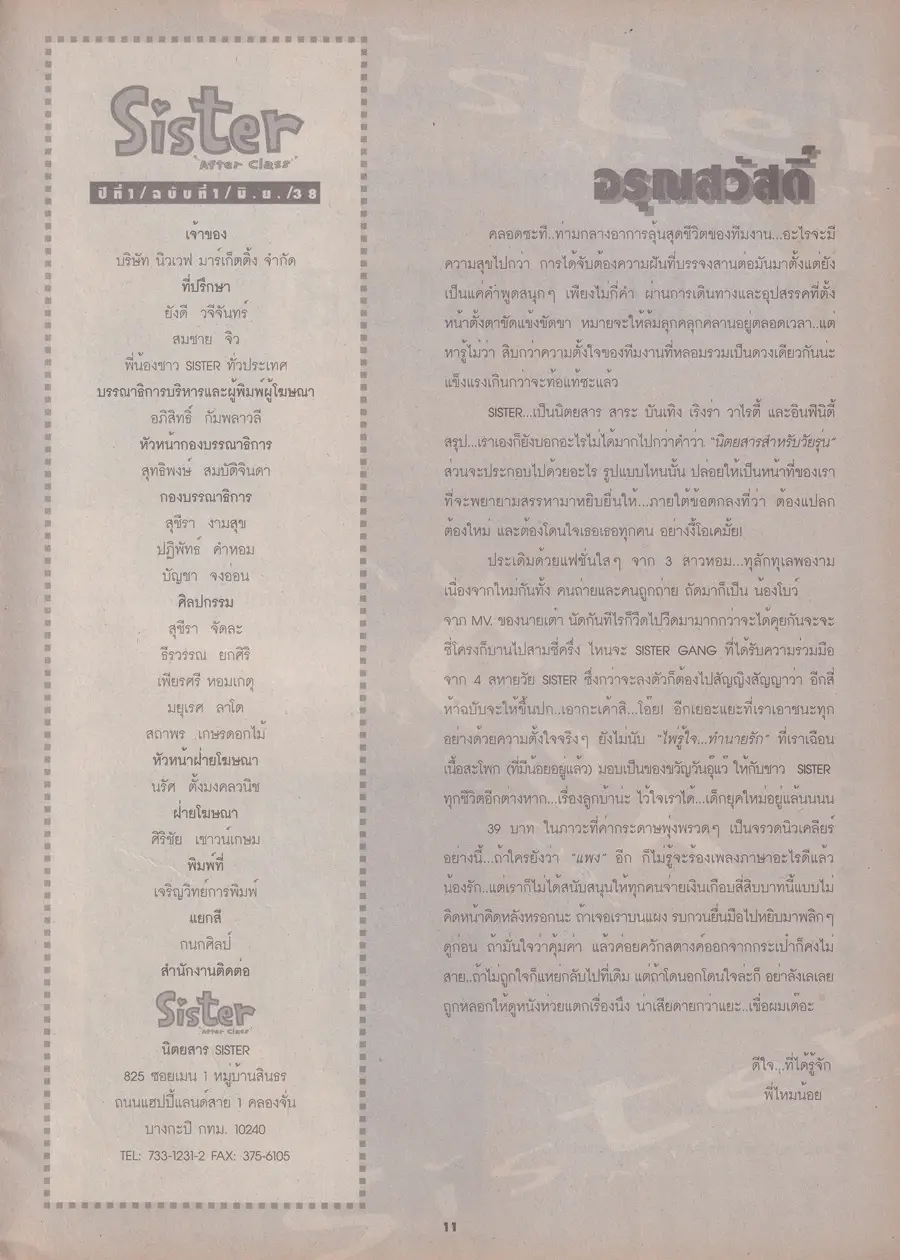 Sister
"After Class"
ปีที่1/ฉบับที่1/มิ.ย./38
เจ้าของ
บริษัท นิวเวฟ มาร์เก็ตติ้ง จำกัด
ที่ปรึกษา
ยังดี วจีจันทร์
สมชาย จิว
พี่น้องชาว SISTER ทั่วประเทศ
บรรณาธิการบริหารและผู้พิมพ์ผู้โฆษณา
อภิสิทธิ์ กัมพลาวลี
หัวหน้ากองบรรณาธิการ
สุทธิพงษ์ สมบัติจินดา
กองบรรณาธิการ
สุชีรา งามสุข
ปฏิพัทธ์ คำหอม
บัญชา จงอ่อน
ศิลปกรรม
สุชีรา จัดละ
ธีรวรรณ ยกศิริ
เพียรศรี หอมเกตุ
มยุเรศ ลาโต
สถาพร เกษรดอกไม้
หัวหน้าฝ่ายโฆษณา
นรัศ ตั้งมงคลวนิช
ฝ่ายโฆษณา
ศิริชัย เชาวน์เกษม
พิมพ์ที่
เจริญวิทย์การพิมพ์
แยกสี
กนกศิลป์
สำนักงานติดต่อ
Sister
"After Class"
นิตยสาร SISTER
825 ซอยเมน 1 หมู่บ้านสินธร
ถนนแฮปปี้แลนด์สาย 1 คลองจั่น
บางกะปิ กทม. 10240
TEL: 733-1231-2 FAX: 375-6105
อรุณสวัสดิ์
คลอดซะที..ท่ามกลางอาการลุ้นสุดชีวิตของทีมงาน...อะไรจะมี
ความสุขไปกว่า การได้จับต้องความฝันที่บรรจงสานต่อมันมาตั้งแต่ยัง
เป็นแค่คำพูดสนุกๆ เพียงไม่กี่คำ ผ่านการเดินทางและอุปสรรคที่ตั้ง
หน้าตั้งตาขัดแข้งขัดขา หมายจะให้ล้มลุกคลุกคลานอยู่ตลอดเวลา..แต่
หารู้ไม่ว่า สิบกว่าความตั้งใจของทีมงานที่หลอมรวมเป็นดวงเดียวกันน่ะ
แข็งแรงเกินกว่าจะท้อแท้ซะแล้ว
SISTER...เป็นนิตยสาร สาระ บันเทิง เริงร่า วาไรตี้ และอินฟินิตี้
สรุป...เราเองก็ยังบอกอะไรไม่ได้มากไปกว่าคำว่า "นิตยสารสำหรับวัยรุ่น"
ส่วนจะประกอบไปด้วยอะไร รูปแบบไหนนั้น ปล่อยให้เป็นหน้าที่ของเรา
ที่จะพยายามสรรหามาหยิบยื่นให้...ภายใต้ข้อตกลงที่ว่า ต้องแปลก
ต้องใหม่ และต้องโดนใจเธอเธอทุกคน อย่างงี้โอเคมั้ย!
ประเดิมด้วยแฟชั่นใสๆ จาก 3 สาวหอม...ทุลักทุเลพองาม
เนื่องจากใหม่กันทั้ง คนถ่ายและคนถูกถ่าย ถัดมาก็เป็น น้องโบว์
จาก MV. ของนายเต๋า นัดกันทีไรก็วืดไปวืดมามากกว่าจะได้คุยกันจะจะ
ซี่โครงก็บานไปสามซี่ครึ่ง ไหนจะ SISTER GANG ที่ได้รับความร่วมมือ
จาก 4 สหายวัย SISTER ซึ่งกว่าจะลงตัวก็ต้องไปสัญญิงสัญญาว่า อีกสี่
ห้าฉบับจะให้ขึ้นปก..เอากะเค้าสิ...โอ๊ย! อีกเยอะแยะที่เราเอาชนะทุก
อย่างด้วยความตั้งใจจริงๆ ยังไม่นับ "ไพ่รู้ใจ...ทำนายรัก" ที่เราเฉือน
เนื้อสะโพก (ที่มีน้อยอยู่แล้ว) มอบเป็นของขวัญวันอุ๊แว้ ให้กับชาว SISTER
ทุกชีวิตอีกต่างหาก...เรื่องลูกบ้าน่ะ ไว้ใจเราได้...เด็กยุคใหม่อยู่แล้นนนน
39 บาท ในภาวะที่ค่ากระดาษพุ่งพรวดๆ เป็นจรวดนิวเคลียร์
อย่างนี้...ถ้าใครยังว่า "แพง" อีก ก็ไม่รู้จะร้องเพลงภาษาอะไรดีแล้ว
น้องรัก..แต่เราก็ไม่ได้สนับสนุนให้ทุกคนจ่ายเงินเกือบสี่สิบบาทนี้แบบไม่
คิดหน้าคิดหลังหรอกนะ ถ้าเจอเราบนแผง รบกวนยื่นมือไปหยิบมาพลิกๆ
ดูก่อน ถ้ามั่นใจว่าคุ้มค่า แล้วค่อยควักสตางค์ออกจากกระเป๋าก็คงไม่
สาย..ถ้าไม่ถูกใจก็แหย่กลับไปที่เดิม แต่ถ้าโดนอกโดนใจล่ะก็ อย่าลังเลเลย
ถูกหลอกให้ดูหนังห่วยแตกเรื่องนึง น่าเสียดายกว่าแยะ..เชื่อผมเต๊อะ
ดีใจ...ที่ได้รู้จัก
พี่ไหมน้อย
11